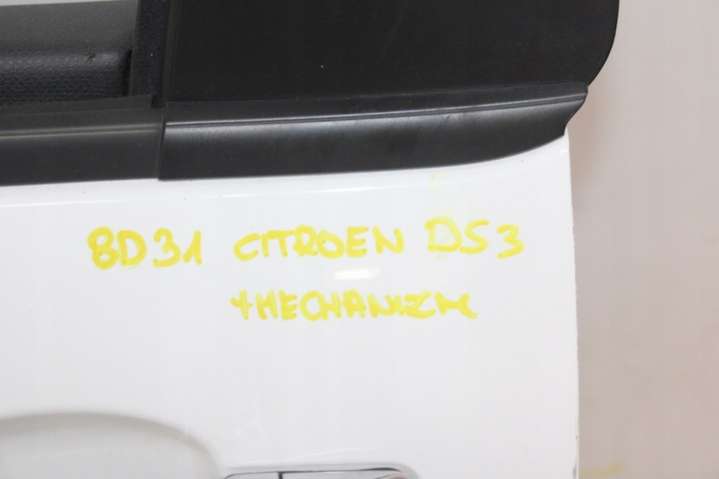 8D31 CITROEN DS3
+MECHANIZM